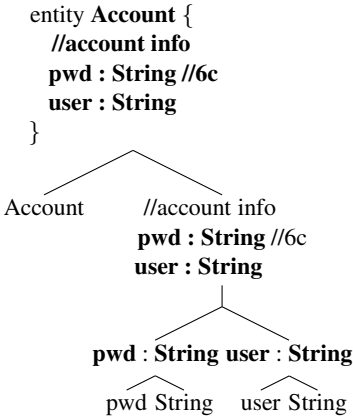 entity Account {
//account info
pwd : String //6c
user : String
}
Account //account info
pwd : String //6c
user : String
pwd : String user : String
pwd String user String